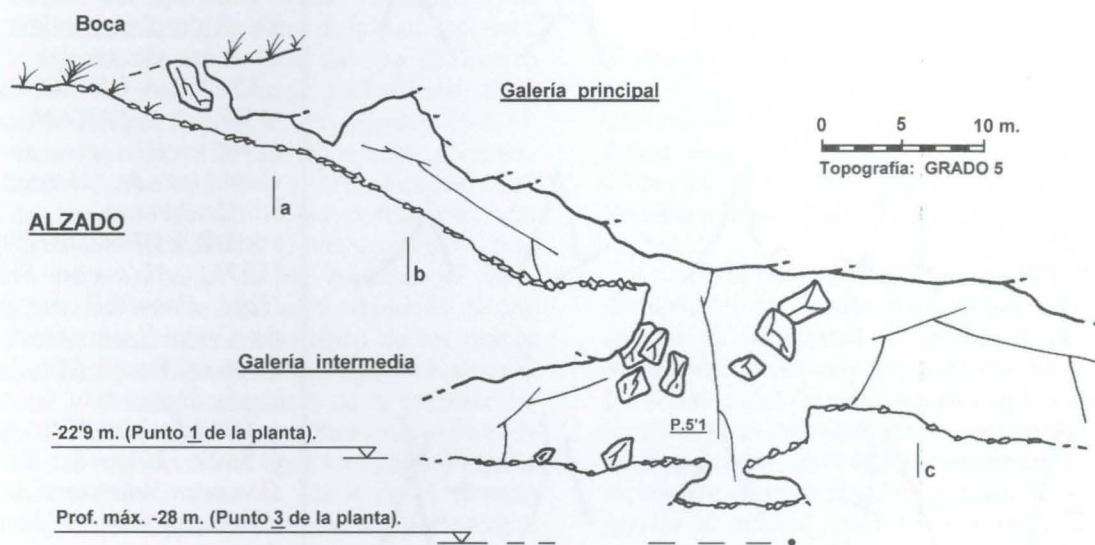 Boca
Galería principal
0 5 10 m.
Topografía: GRADO 5
a
ALZADO
b
Galería intermedia
P.5'1
-22'9 m. (Punto 1 de la planta).
c
Prof. máx. -28 m. (Punto 3 de la planta).